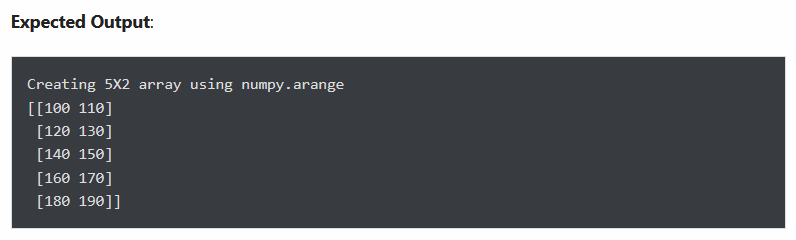 Expected Output:
Creating 5X2 array using numpy.arange
[[100 110]
 [120 130]
 [140 150]
 [160 170]
 [180 190]]